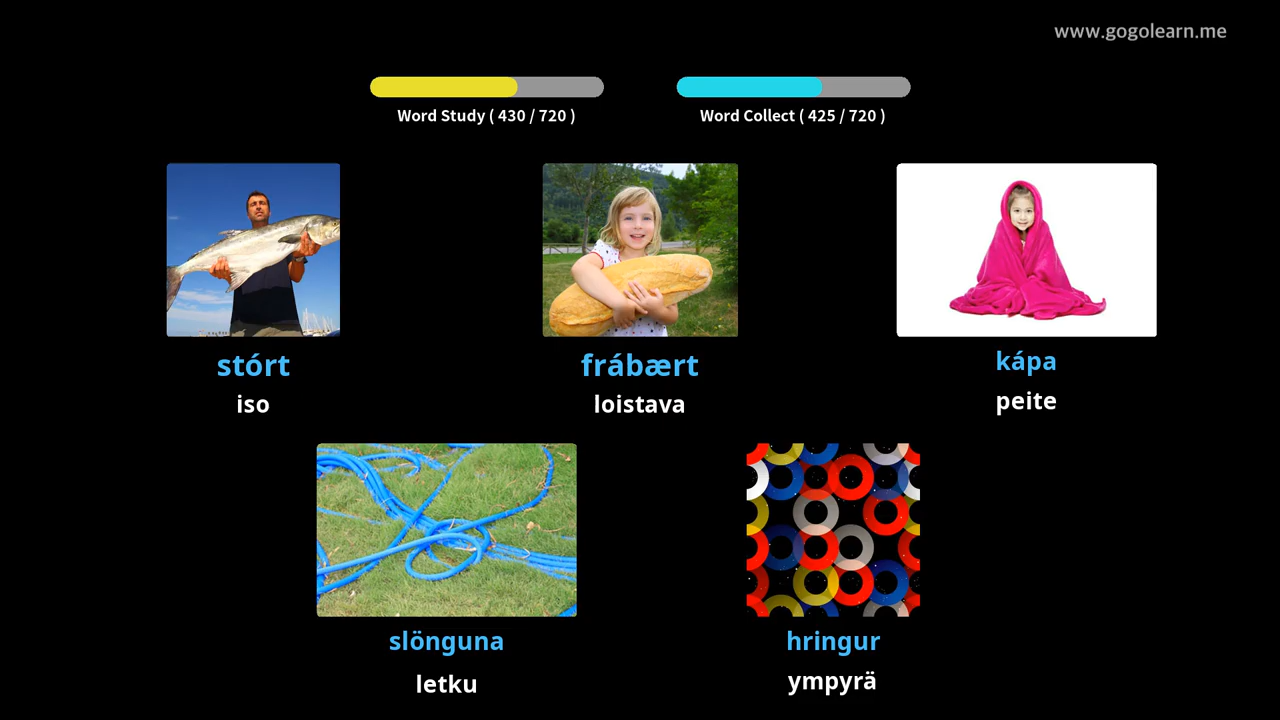 www.gogolearn.me
Word Study ( 430 / 720 )
Word Collect ( 425 / 720 )
stórt
iso
frábært
loistava
kápa
peite
slönguna
letku
hringur
ympyrä